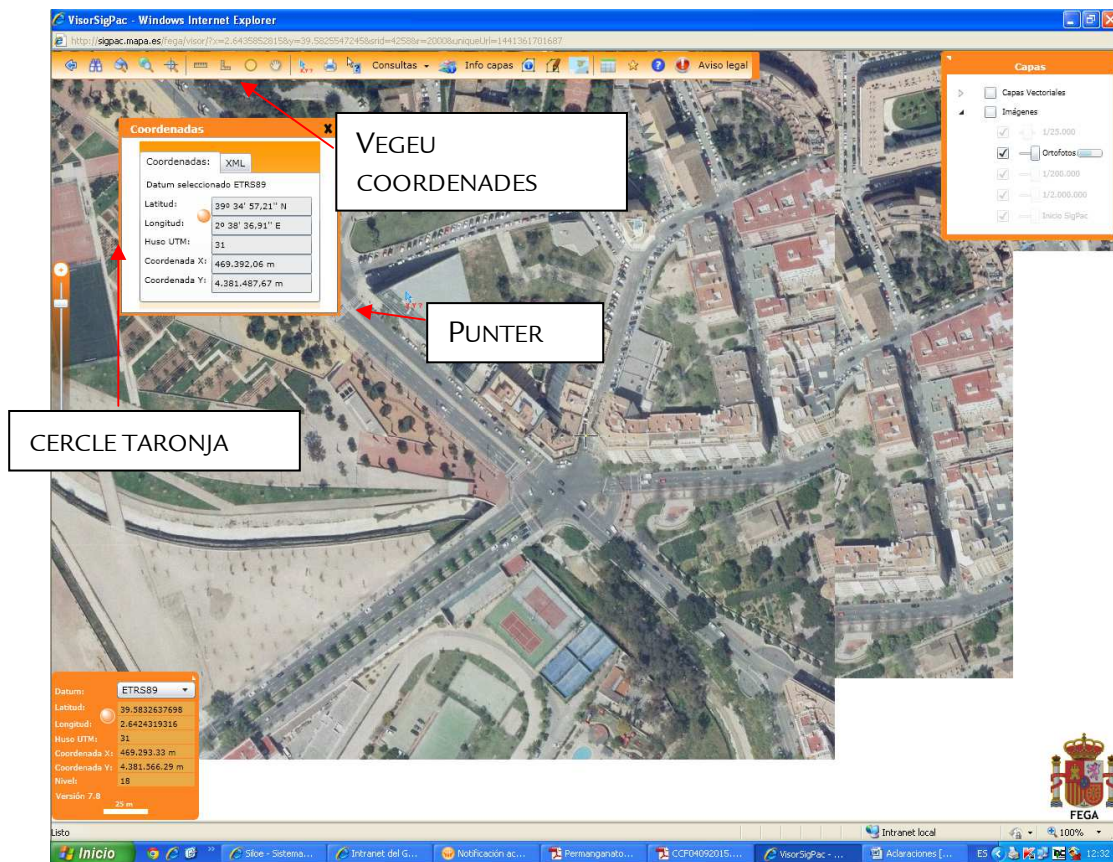 VisorSigPac - Windows Internet Explorer
http://sigpac.mapa.es/fega/visor/?x=2.6435852815&y=39.5825547245&srid=4258&r=2000&uniqueUrl=1441361701687
Consultas
Info capas
Aviso legal
Capas
Capas Vectoriales
Imágenes
1/25.000
Ortofotos
1/200.000
1/2.000.000
Inicio SigPac
Coordenadas
X
Coordenadas: XML
Datum seleccionado ETRS89
Latitud: 39º 34' 57,21'' N
Longitud: 2º 38' 36,91'' E
Huso UTM: 31
Coordenada X: 469.392,06 m
Coordenada Y: 4.381.487,67 m
VEGEU
COORDENADES
X Y ?
PUNTER
CERCLE TARONJA
Datum: ETRS89
Latitud: 39.5832637698
Longitud: 2.6424319316
Huso UTM: 31
Coordenada X: 469.293.33 m
Coordenada Y: 4.381.566.29 m
Nivel: 18
Versión 7.8
25 m
FEGA
Listo
Intranet local
100%
Inicio
Siloe - Sistema...
Intranet del G...
Notificación ac...
Permanganato...
CCF04092015....
VisorSigPac - ...
Aclaraciones [...
ES
12:33